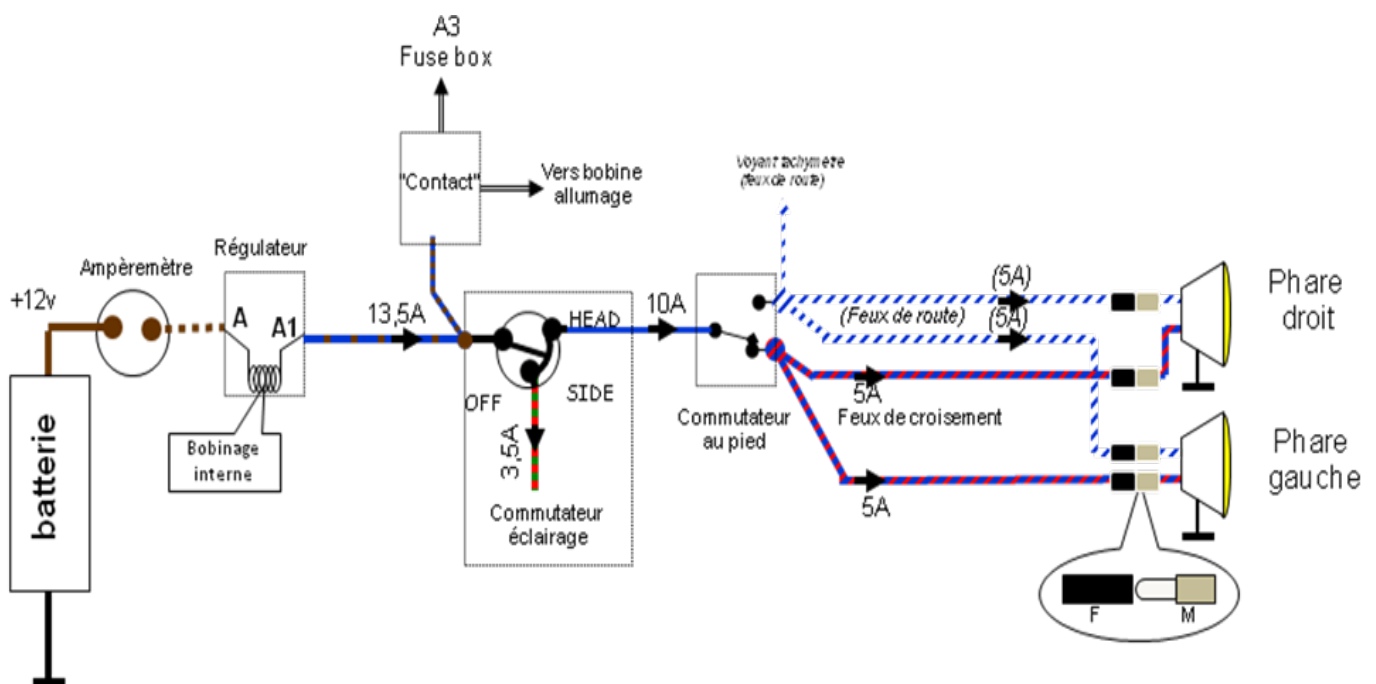 A3
Fuse box
"Contact"
Vers bobine
allumage
Voyant tachymètre
(feux de route)
Régulateur
Ampèremètre
+12v
A
A1
13,5A
HEAD
10A
(5A)
(Feux de route)
(5A)
Phare
droit
OFF
SIDE
Commutateur
au pied
5A
Feux de croisement
Bobinage
interne
3,5A
batterie
Commutateur
éclairage
5A
Phare
gauche
F
M